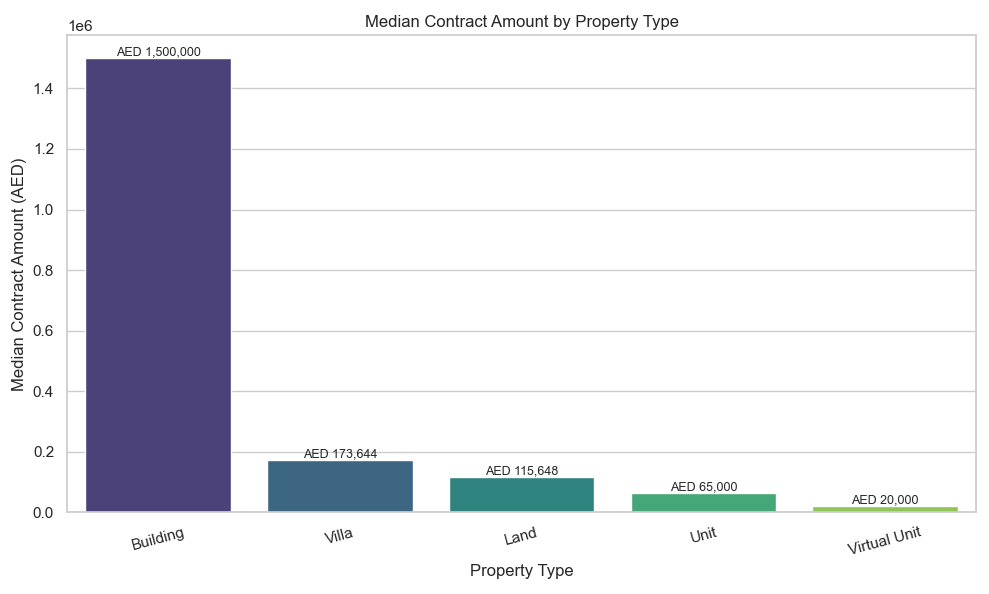 Median Contract Amount by Property Type
1e6
AED 1,500,000
1.4
1.2
1.0
0.8
0.6
0.4
0.2
0.0
Median Contract Amount (AED)
AED 173,644
AED 115,648
AED 65,000
AED 20,000
Building
Villa
Land
Unit
Virtual Unit
Property Type